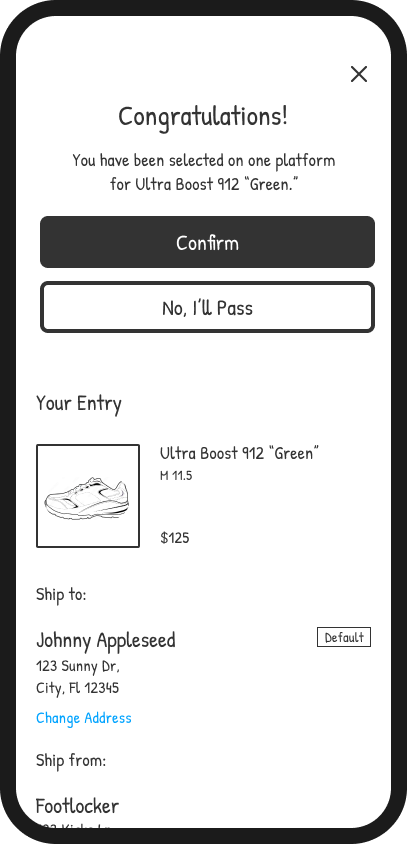 Congratulations!
You have been selected on one platform
for Ultra Boost 912 “Green.”
Confirm
No, I’ll Pass
Your Entry
Ultra Boost 912 “Green”
M 11.5
$125
Ship to:
Johnny Appleseed
Default
123 Sunny Dr,
City, Fl 12345
Change Address
Ship from:
Footlocker